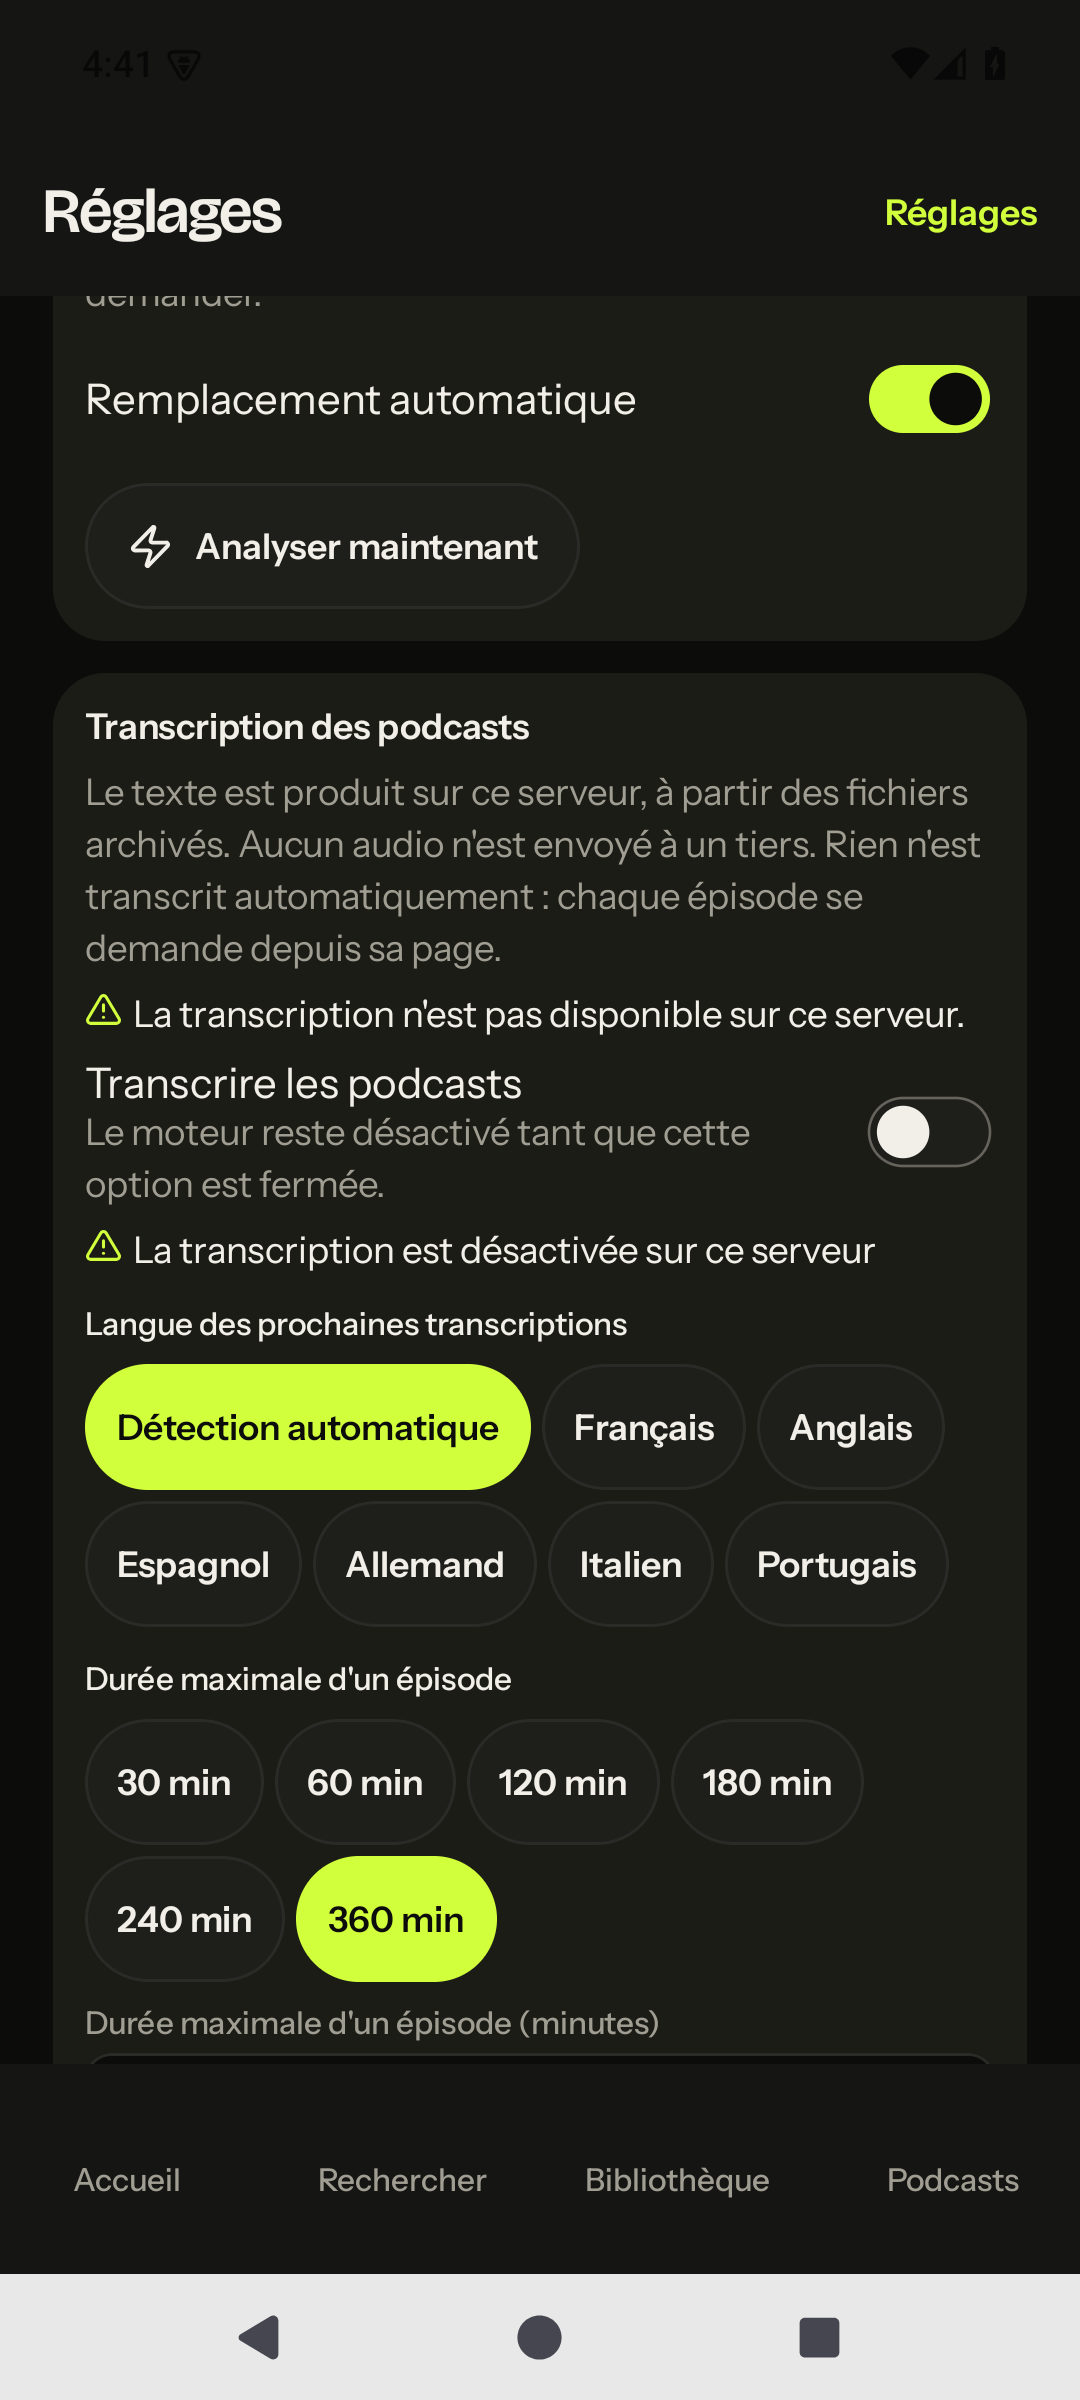 4:41
Réglages
Réglages
demander.
Remplacement automatique
Analyser maintenant
Transcription des podcasts
Le texte est produit sur ce serveur, à partir des fichiers
archivés. Aucun audio n'est envoyé à un tiers. Rien n'est
transcrit automatiquement : chaque épisode se
demande depuis sa page.
La transcription n'est pas disponible sur ce serveur.
Transcrire les podcasts
Le moteur reste désactivé tant que cette
option est fermée.
La transcription est désactivée sur ce serveur
Langue des prochaines transcriptions
Détection automatique
Français
Anglais
Espagnol
Allemand
Italien
Portugais
Durée maximale d'un épisode
30 min
60 min
120 min
180 min
240 min
360 min
Durée maximale d'un épisode (minutes)
Accueil
Rechercher
Bibliothèque
Podcasts